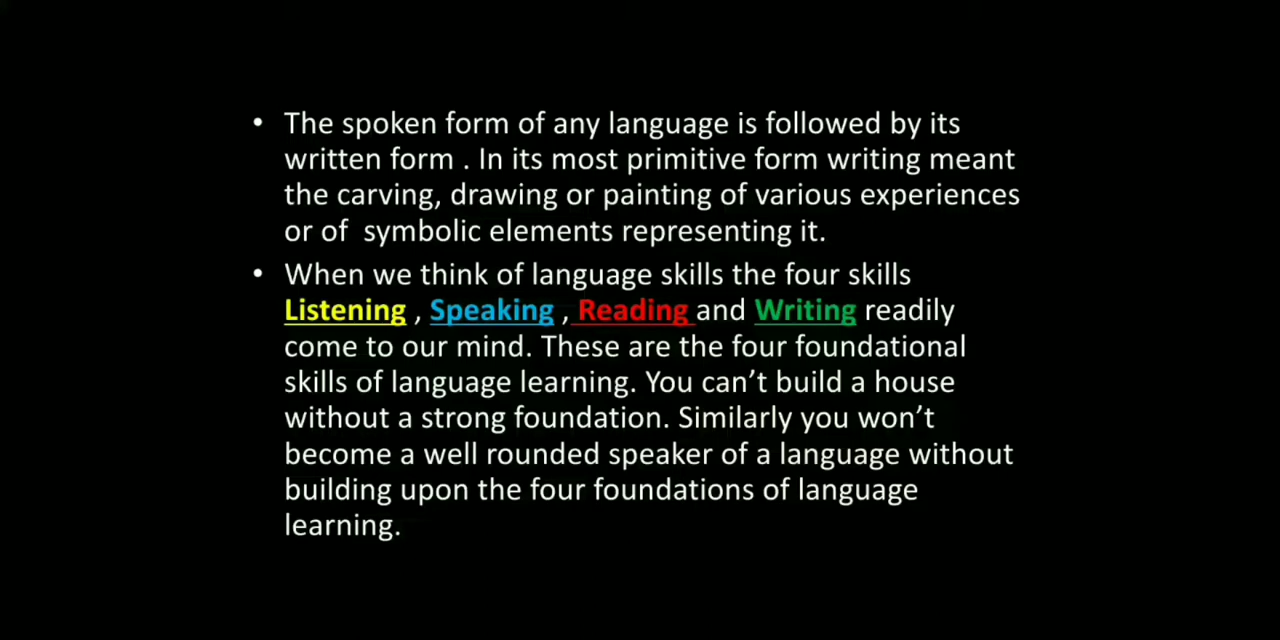 • The spoken form of any language is followed by its
written form . In its most primitive form writing meant
the carving, drawing or painting of various experiences
or of symbolic elements representing it.
• When we think of language skills the four skills
Listening , Speaking , Reading and Writing readily
come to our mind. These are the four foundational
skills of language learning. You can’t build a house
without a strong foundation. Similarly you won’t
become a well rounded speaker of a language without
building upon the four foundations of language
learning.